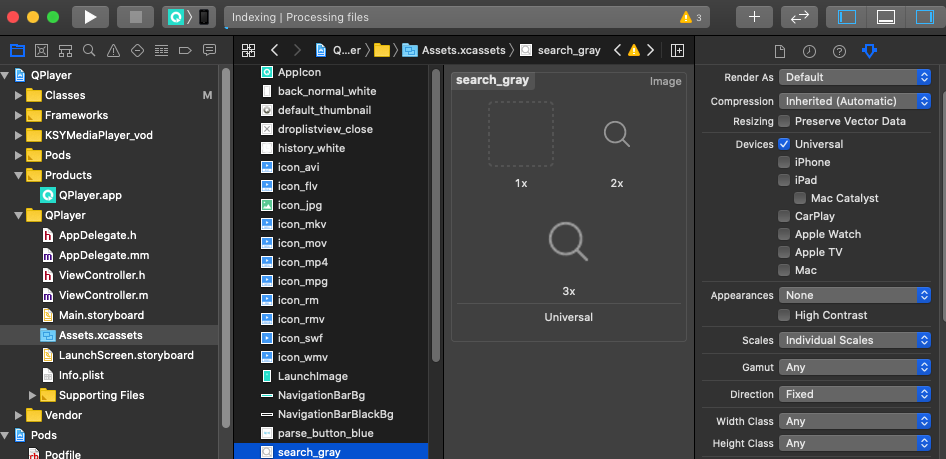 Indexing | Processing files
3
Q...er
Assets.xcassets
search_gray
QPlayer
Classes
M
Frameworks
KSYMediaPlayer_vod
Pods
Products
QPlayer.app
QPlayer
AppDelegate.h
AppDelegate.mm
ViewController.h
ViewController.m
Main.storyboard
Assets.xcassets
LaunchScreen.storyboard
Info.plist
Supporting Files
Vendor
Pods
Podfile
AppIcon
back_normal_white
default_thumbnail
droplistview_close
history_white
icon_avi
icon_flv
icon_jpg
icon_mkv
icon_mov
icon_mp4
icon_mpg
icon_rm
icon_rmv
icon_swf
icon_wmv
LaunchImage
NavigationBarBg
NavigationBarBlackBg
parse_button_blue
search_gray
search_gray
Image
1x
2x
3x
Universal
Render As Default
Compression Inherited (Automatic)
Resizing Preserve Vector Data
Devices Universal
iPhone
iPad
Mac Catalyst
CarPlay
Apple Watch
Apple TV
Mac
Appearances None
High Contrast
Scales Individual Scales
Gamut Any
Direction Fixed
Width Class Any
Height Class Any